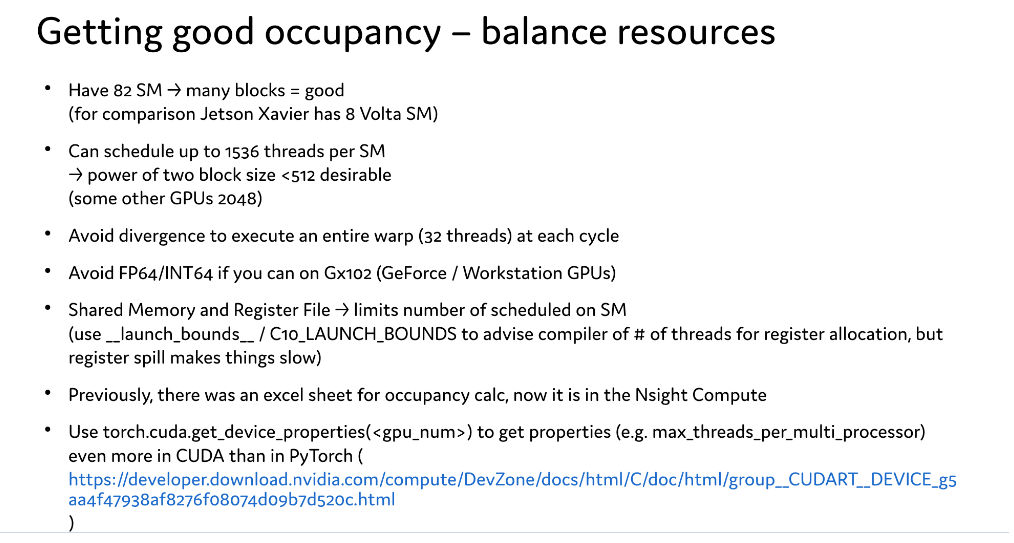 Getting good occupancy – balance resources
• Have 82 SM → many blocks = good
(for comparison Jetson Xavier has 8 Volta SM)
• Can schedule up to 1536 threads per SM
→ power of two block size <512 desirable
(some other GPUs 2048)
• Avoid divergence to execute an entire warp (32 threads) at each cycle
• Avoid FP64/INT64 if you can on Gx102 (GeForce / Workstation GPUs)
• Shared Memory and Register File → limits number of scheduled on SM
(use __launch_bounds__ / C10_LAUNCH_BOUNDS to advise compiler of # of threads for register allocation, but
register spill makes things slow)
• Previously, there was an excel sheet for occupancy calc, now it is in the Nsight Compute
• Use torch.cuda.get_device_properties(<gpu_num>) to get properties (e.g. max_threads_per_multi_processor)
even more in CUDA than in PyTorch (
https://developer.download.nvidia.com/compute/DevZone/docs/html/C/doc/html/group__CUDART__DEVICE_g5
aa4f47938af8276f08074d09b7d520c.html
)